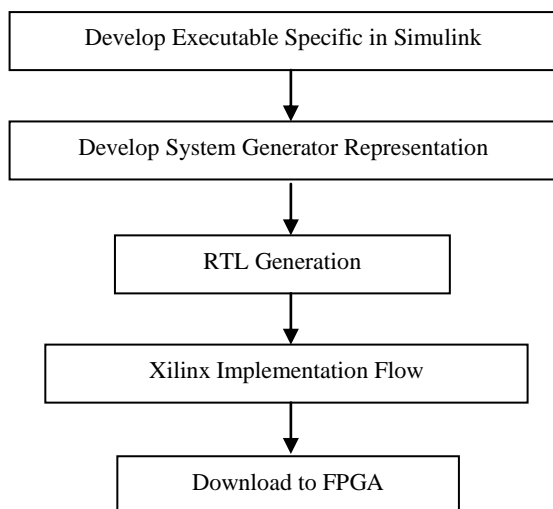 Develop Executable Specific in Simulink
Develop System Generator Representation
RTL Generation
Xilinx Implementation Flow
Download to FPGA